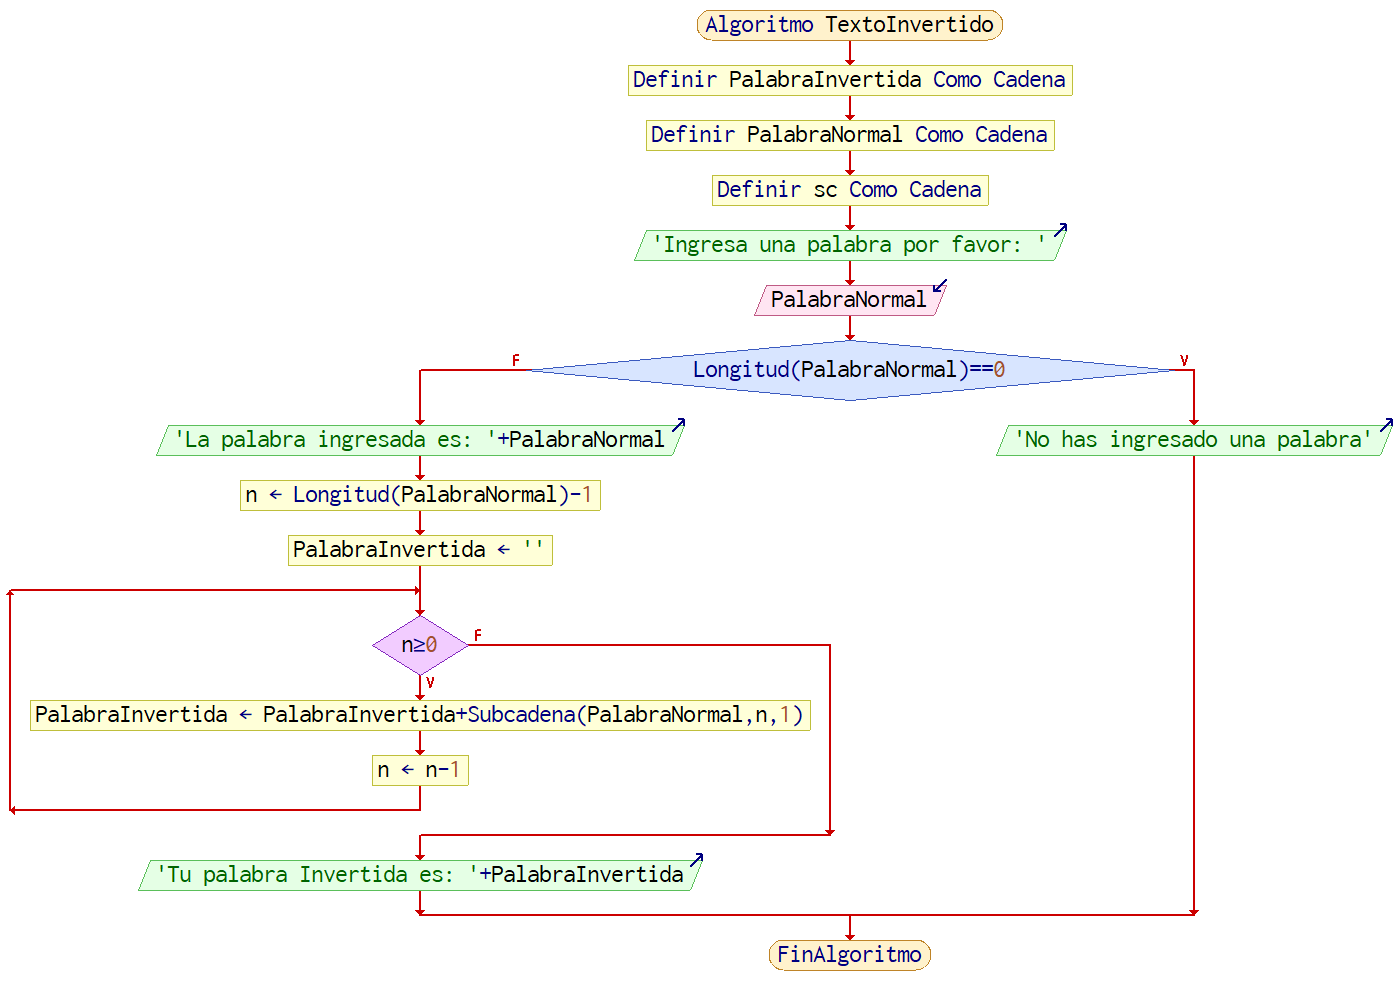 Algoritmo TextoInvertido
Definir PalabraInvertida Como Cadena
Definir PalabraNormal Como Cadena
Definir sc Como Cadena
'Ingresa una palabra por favor: '
PalabraNormal
F
V
Longitud(PalabraNormal)==0
'La palabra ingresada es: '+PalabraNormal
'No has ingresado una palabra'
n ← Longitud(PalabraNormal)-1
PalabraInvertida ← ''
n≥0
F
V
PalabraInvertida ← PalabraInvertida+Subcadena(PalabraNormal,n,1)
n ← n-1
'Tu palabra Invertida es: '+PalabraInvertida
FinAlgoritmo